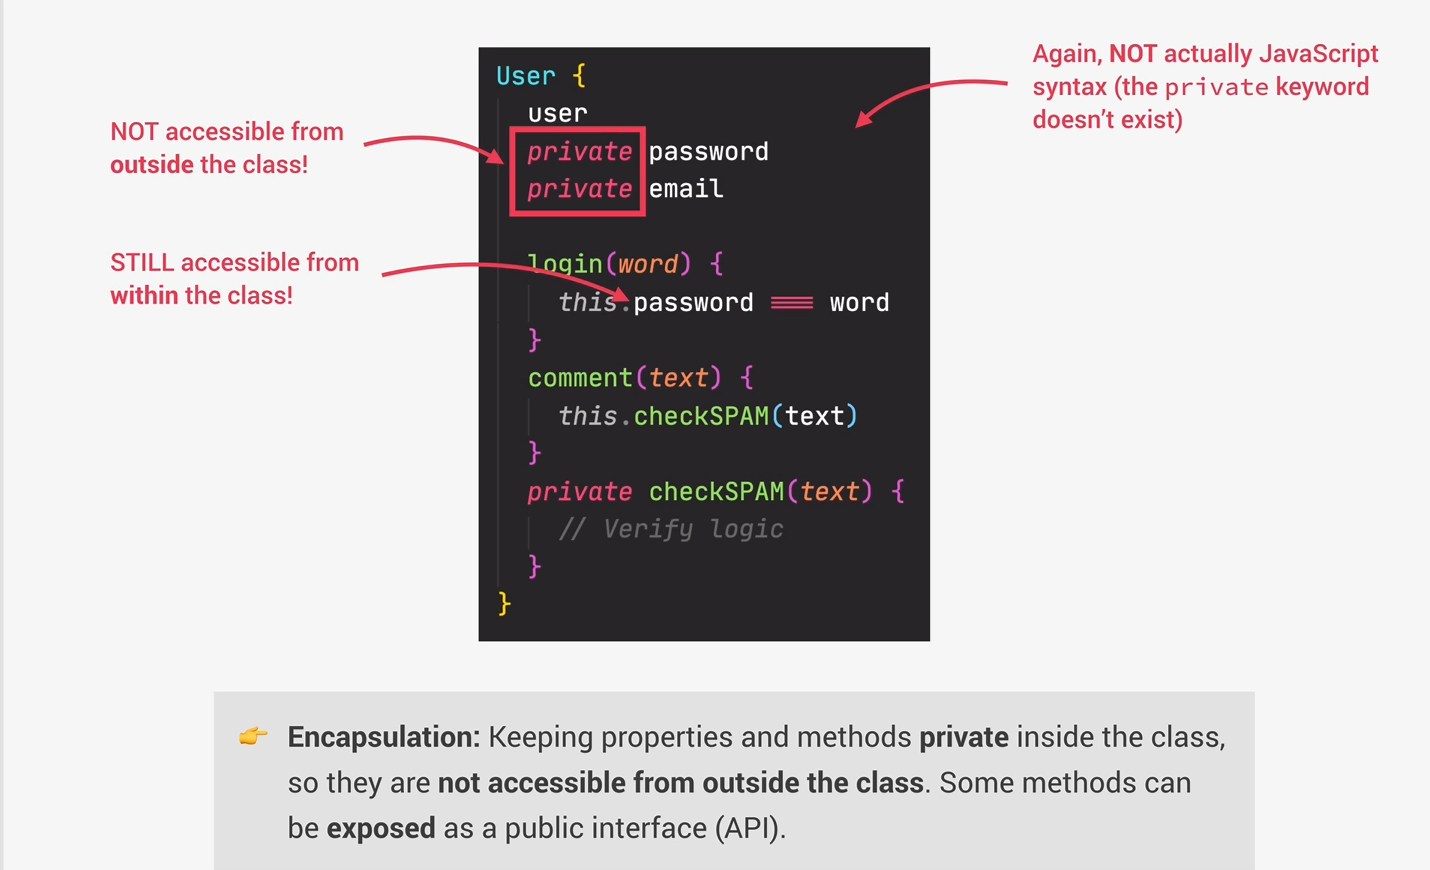 Again, NOT actually JavaScript
syntax (the private keyword
doesn’t exist)
NOT accessible from
outside the class!
STILL accessible from
within the class!
User {
user
private password
private email
login(word) {
this.password === word
}
comment(text) {
this.checkSPAM(text)
}
private checkSPAM(text) {
// Verify logic
}
}
👉 Encapsulation: Keeping properties and methods private inside the class,
so they are not accessible from outside the class. Some methods can
be exposed as a public interface (API).